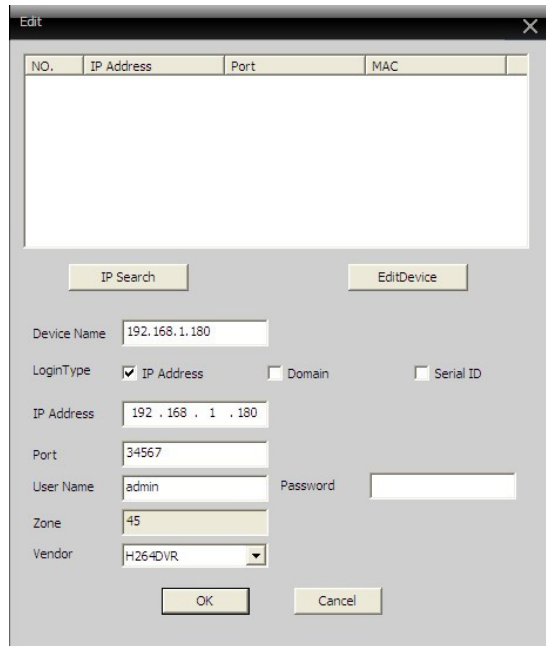 Edit
NO. IP Address Port MAC
IP Search EditDevice
Device Name 192.168.1.180
LoginType IP Address Domain Serial ID
IP Address 192 . 168 . 1 . 180
Port 34567
User Name admin Password
Zone 45
Vendor H264DVR
OK Cancel